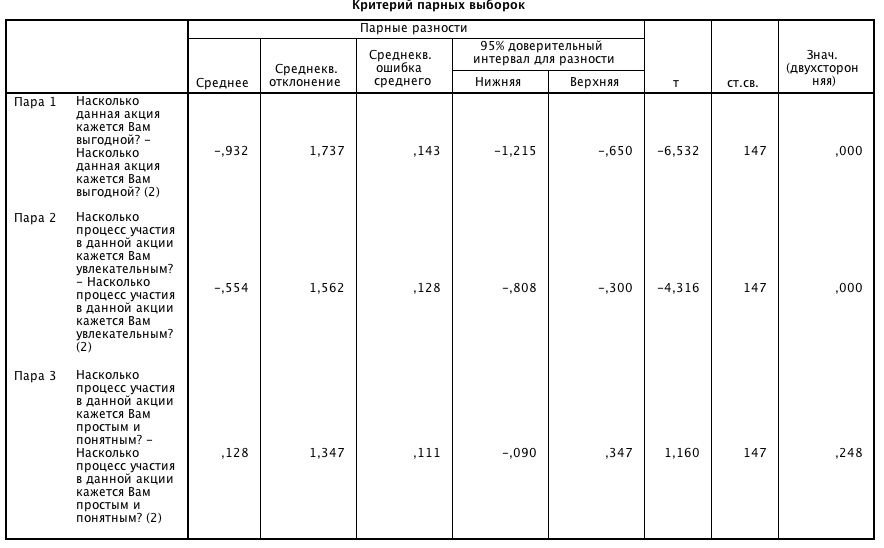 Критерий парных выборок
Парные разности
95% доверительный
интервал для разности
Среднее
Среднекв.
отклонение
Среднекв.
ошибка
среднего
Нижняя
Верхняя
т
ст.св.
Знач.
(двухсторон
няя)
Пара 1
Насколько
данная акция
кажется Вам
выгодной? –
Насколько
данная акция
кажется Вам
выгодной? (2)
–,932 1,737 ,143 –1,215 –,650 –6,532 147 ,000
Пара 2
Насколько
процесс участия
в данной акции
кажется Вам
увлекательным?
– Насколько
процесс участия
в данной акции
кажется Вам
увлекательным?
(2)
–,554 1,562 ,128 –,808 –,300 –4,316 147 ,000
Пара 3
Насколько
процесс участия
в данной акции
кажется Вам
простым и
понятным? –
Насколько
процесс участия
в данной акции
кажется Вам
простым и
понятным? (2)
,128 1,347 ,111 –,090 ,347 1,160 147 ,248